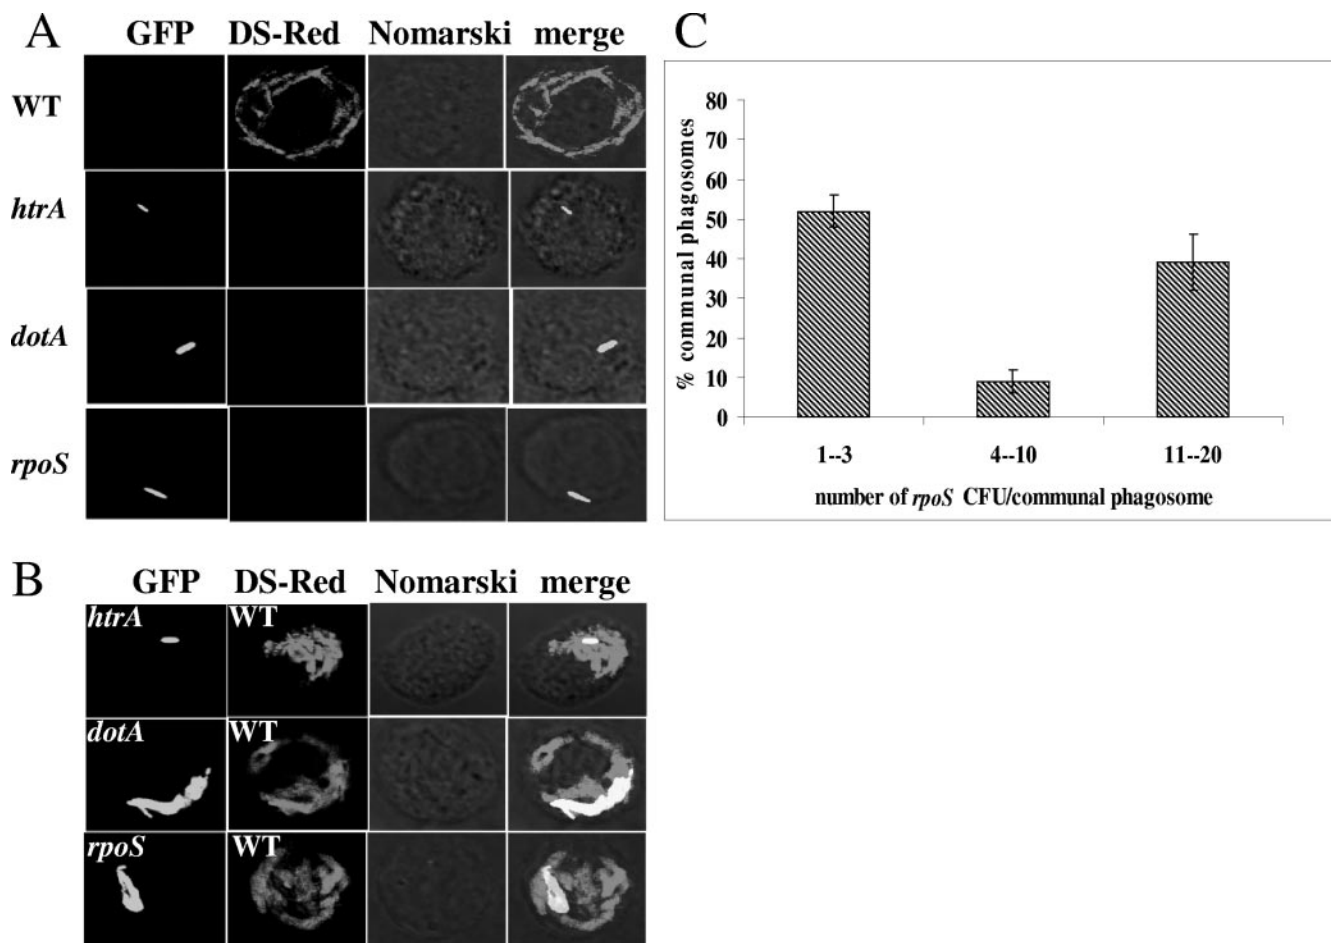 A
GFP DS-Red Nomarski merge
WT
htrA
dotA
rpoS
C
80
70
60
50
40
30
20
10
0
% communal phagosomes
1--3 4--10 11--20
number of rpoS CFU/communal phagosome
B
GFP DS-Red Nomarski merge
htrA WT
dotA WT
rpoS WT